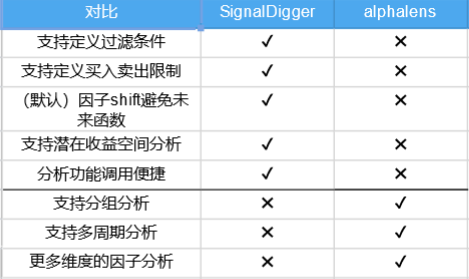 对比 SignalDigger alphalens
支持定义过滤条件 ✓ ×
支持定义买入卖出限制 ✓ ×
（默认）因子shift避免未
来函数 ✓ ×
支持潜在收益空间分析 ✓ ×
分析功能调用便捷 ✓ ×
支持分组分析 × ✓
支持多周期分析 × ✓
更多维度的因子分析 × ✓